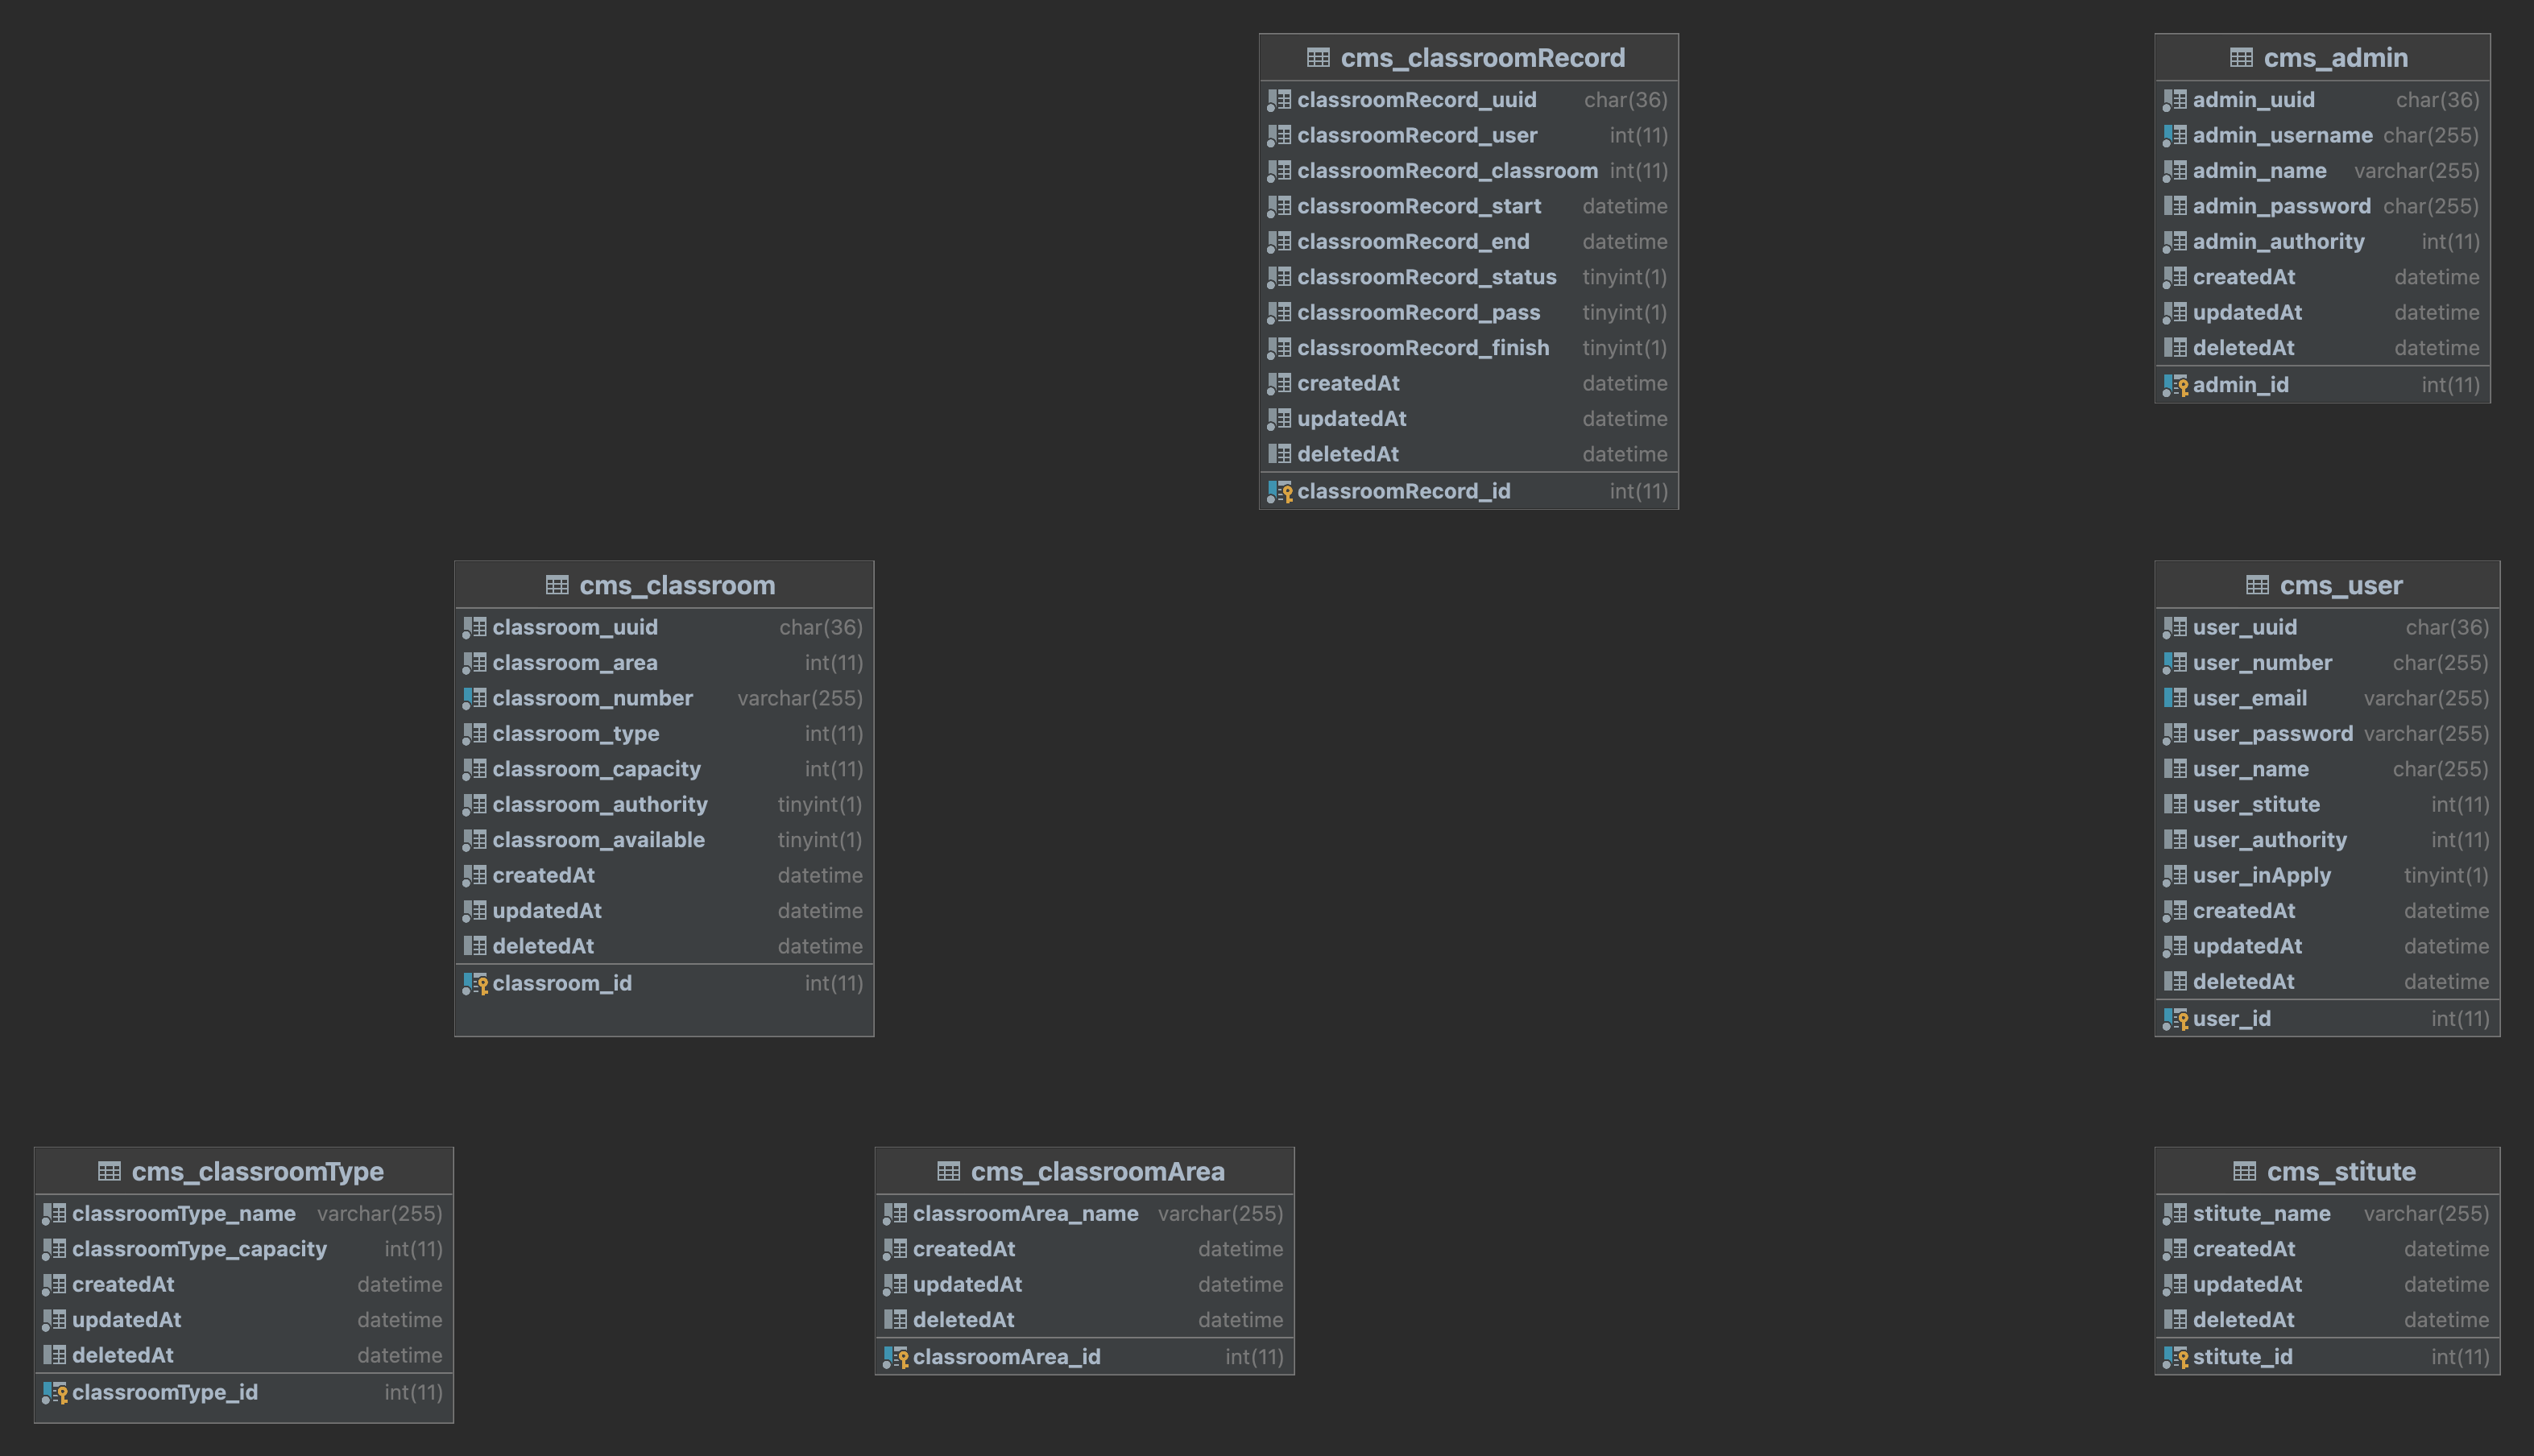 cms_classroomRecord
classroomRecord_uuid char(36)
classroomRecord_user int(11)
classroomRecord_classroom int(11)
classroomRecord_start datetime
classroomRecord_end datetime
classroomRecord_status tinyint(1)
classroomRecord_pass tinyint(1)
classroomRecord_finish tinyint(1)
createdAt datetime
updatedAt datetime
deletedAt datetime
classroomRecord_id int(11)
cms_admin
admin_uuid char(36)
admin_username char(255)
admin_name varchar(255)
admin_password char(255)
admin_authority int(11)
createdAt datetime
updatedAt datetime
deletedAt datetime
admin_id int(11)
cms_classroom
classroom_uuid char(36)
classroom_area int(11)
classroom_number varchar(255)
classroom_type int(11)
classroom_capacity int(11)
classroom_authority tinyint(1)
classroom_available tinyint(1)
createdAt datetime
updatedAt datetime
deletedAt datetime
classroom_id int(11)
cms_user
user_uuid char(36)
user_number char(255)
user_email varchar(255)
user_password varchar(255)
user_name char(255)
user_stitute int(11)
user_authority int(11)
user_inApply tinyint(1)
createdAt datetime
updatedAt datetime
deletedAt datetime
user_id int(11)
cms_classroomType
classroomType_name varchar(255)
classroomType_capacity int(11)
createdAt datetime
updatedAt datetime
deletedAt datetime
classroomType_id int(11)
cms_classroomArea
classroomArea_name varchar(255)
createdAt datetime
updatedAt datetime
deletedAt datetime
classroomArea_id int(11)
cms_stitute
stitute_name varchar(255)
createdAt datetime
updatedAt datetime
deletedAt datetime
stitute_id int(11)